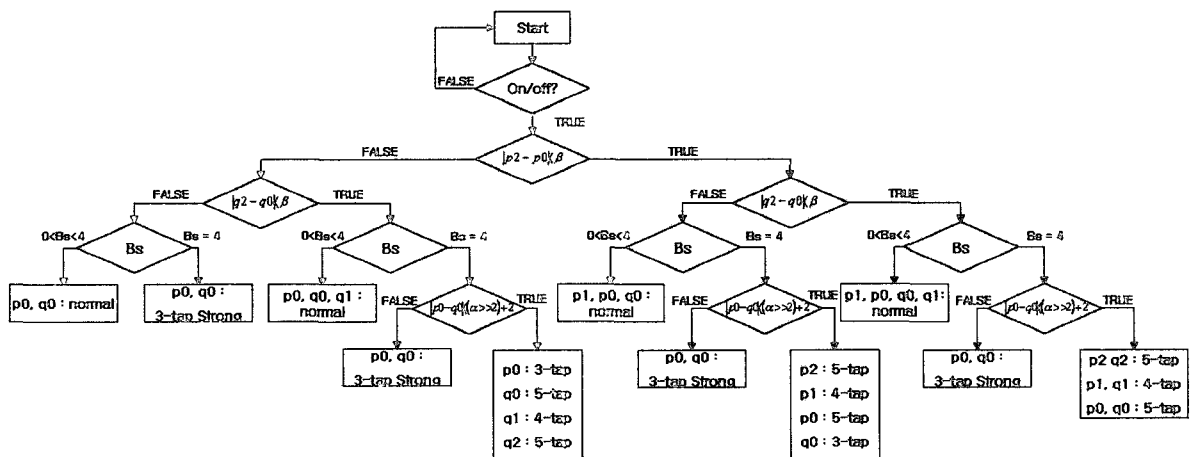 Start
FALSE
On/off?
TRUE
FALSE
|p2-p0|<β
TRUE
FALSE
|q2-q0|<β
TRUE
FALSE
|q2-q0|<β
TRUE
0<Bs<4
Bs
Bs = 4
0<Bs<4
Bs
Bs = 4
0<Bs<4
Bs
Bs = 4
0<Bs<4
Bs
Bs = 4
p0, q0 : normal
p0, q0 :
3-tap Strong
p0, q0, q1 :
normal
FALSE
|p0-q0|<((α>>2)+2
TRUE
p1, p0, q0 :
normal
FALSE
|p0-q0|<((α>>2)+2
TRUE
p1, p0, q0, q1 :
normal
FALSE
|p0-q0|<((α>>2)+2
TRUE
p0, q0 :
3-tap Strong
p0 : 3-tap
q0 : 5-tap
q1 : 4-tap
q2 : 5-tap
p0, q0 :
3-tap Strong
p2 : 5-tap
p1 : 4-tap
p0 : 5-tap
q0 : 3-tap
p0, q0 :
3-tap Strong
p2 q2 : 5-tap
p1, q1 : 4-tap
p0, q0 : 5-tap